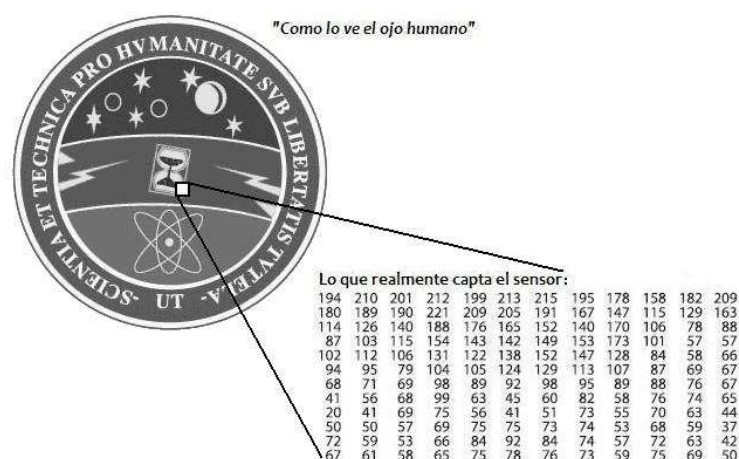 "Como lo ve el ojo humano"
SCIENTIA ET TECHNICA PRO HVMANITATE SVB LIBERTATIS TVTELA
- UT -
Lo que realmente capta el sensor:
194 210 201 212 199 213 215 195 178 158 182 209
180 189 190 221 209 205 191 167 147 115 129 163
114 126 140 188 176 165 152 140 170 106 78 88
87 103 115 154 143 142 149 153 173 101 57 57
102 112 106 131 122 138 152 147 128 84 58 66
94 95 79 104 105 124 129 113 107 87 69 67
68 71 69 98 89 92 98 95 89 88 76 67
41 56 68 99 63 45 60 82 58 76 74 65
20 41 69 75 56 41 51 73 55 70 63 44
50 50 57 69 75 75 73 74 53 68 59 37
72 59 53 66 84 92 84 74 57 72 63 42
67 61 58 65 75 78 76 73 59 75 69 50